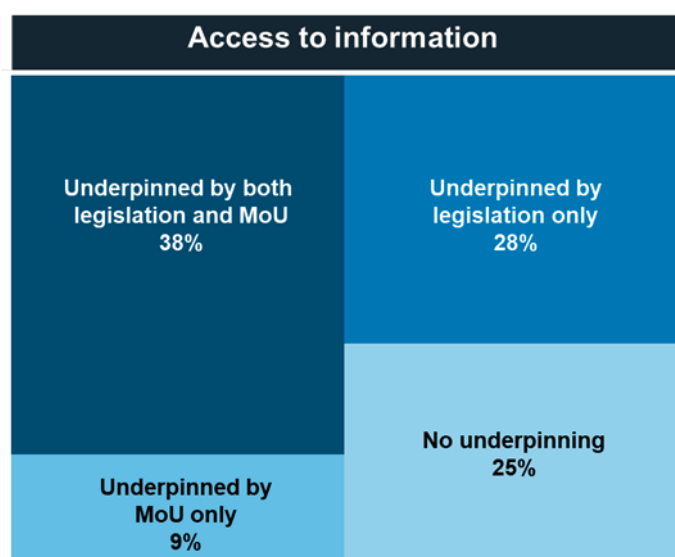 Access to information
Underpinned by both
legislation and MoU
38%
Underpinned by
legislation only
28%
Underpinned by
MoU only
9%
No underpinning
25%